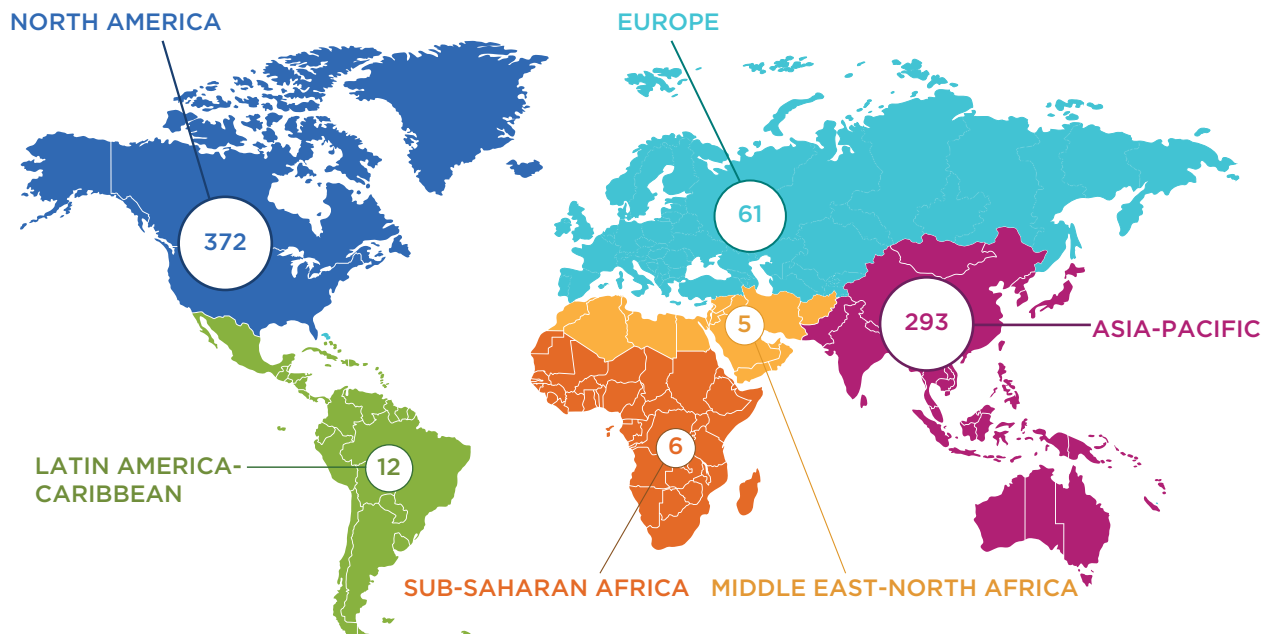 NORTH AMERICA
EUROPE
372
61
5
293
ASIA-PACIFIC
6
LATIN AMERICA-
CARIBBEAN
12
SUB-SAHARAN AFRICA
MIDDLE EAST-NORTH AFRICA